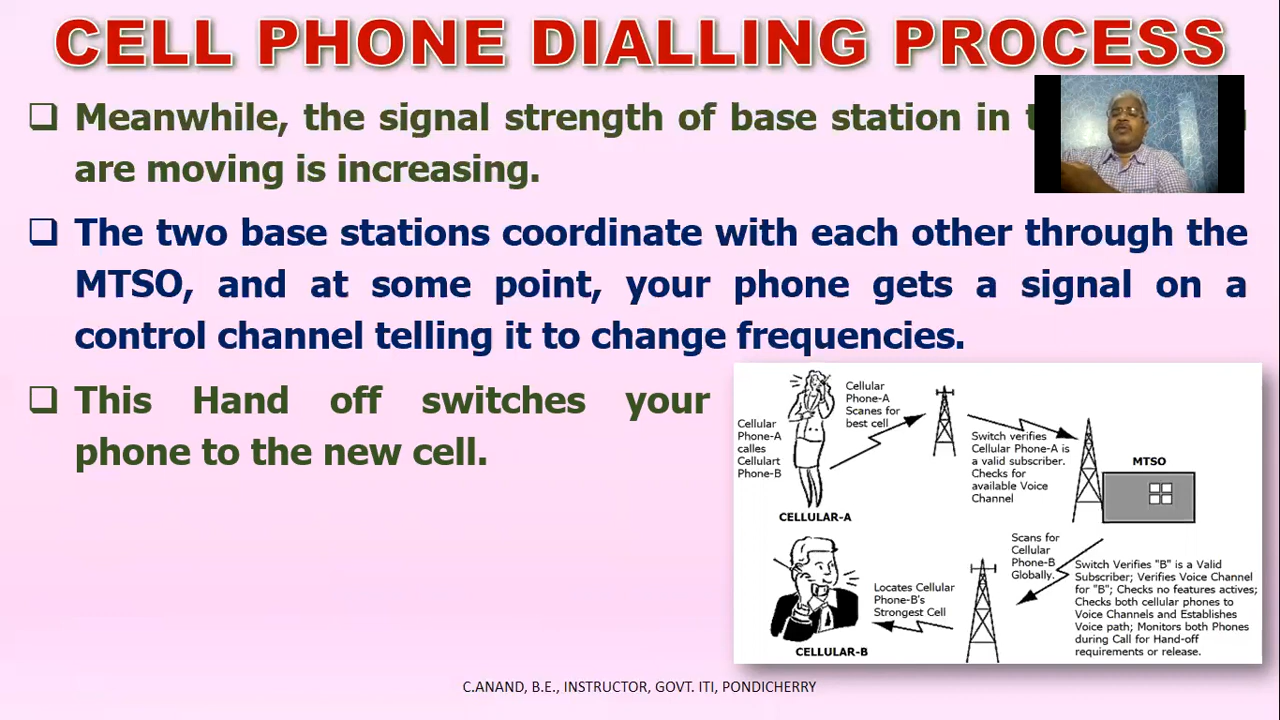 CELL PHONE DIALLING PROCESS
❑ Meanwhile, the signal strength of base station in
are moving is increasing.
❑ The two base stations coordinate with each other through the
MTSO, and at some point, your phone gets a signal on a
control channel telling it to change frequencies.
❑ This Hand off switches your
phone to the new cell.
Cellular
Phone-A
calles
Cellulart
Phone-B
CELLULAR-A
Cellular
Phone-A
Scanes for
best cell
Switch verifies
Cellular Phone-A is
a valid subscriber.
Checks for
available Voice
Channel
MTSO
Scans for
Cellular
Phone-B
Globally.
Switch Verifies "B" is a Valid
Subscriber; Verifies Voice Channel
for "B"; Checks no features actives;
Checks both cellular phones to
Voice Channels and Establishes
Voice path; Monitors both Phones
during Call for Hand-off
requirements or release.
Locates Cellular
Phone-B's
Strongest Cell
CELLULAR-B
C.ANAND, B.E., INSTRUCTOR, GOVT. ITI, PONDICHERRY